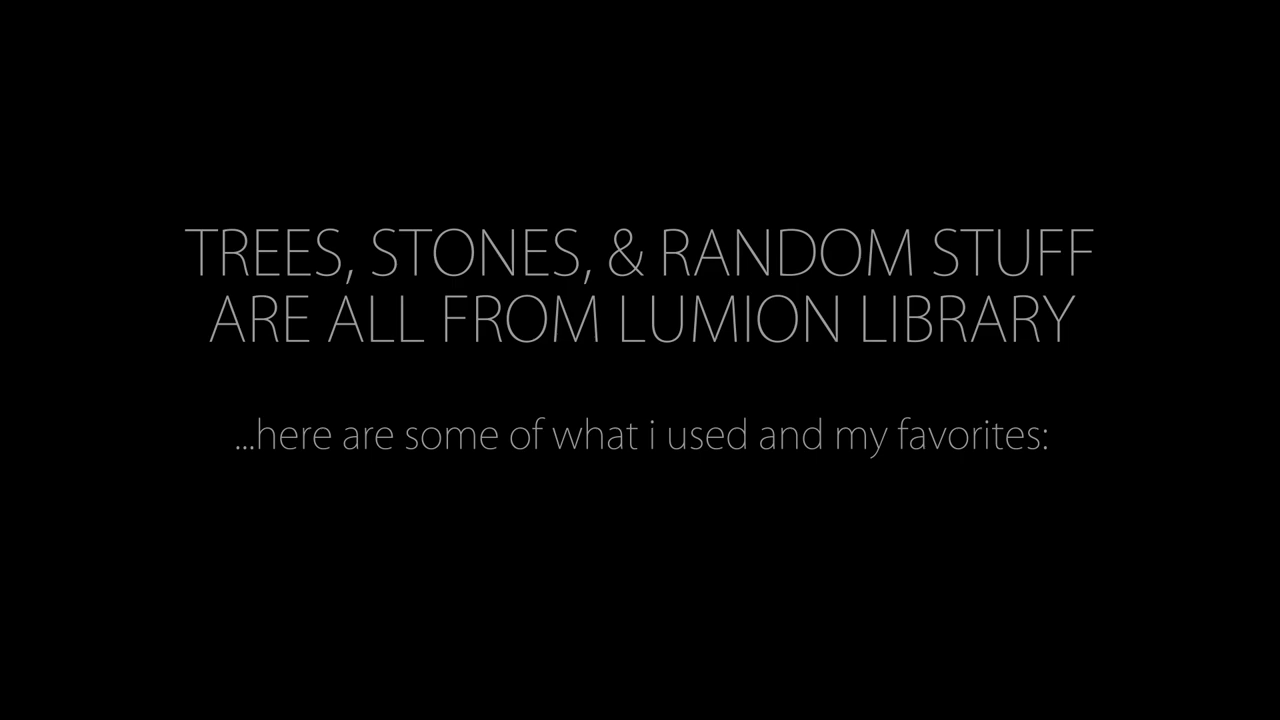 TREES, STONES, & RANDOM STUFF
ARE ALL FROM LUMION LIBRARY
...here are some of what i used and my favorites: